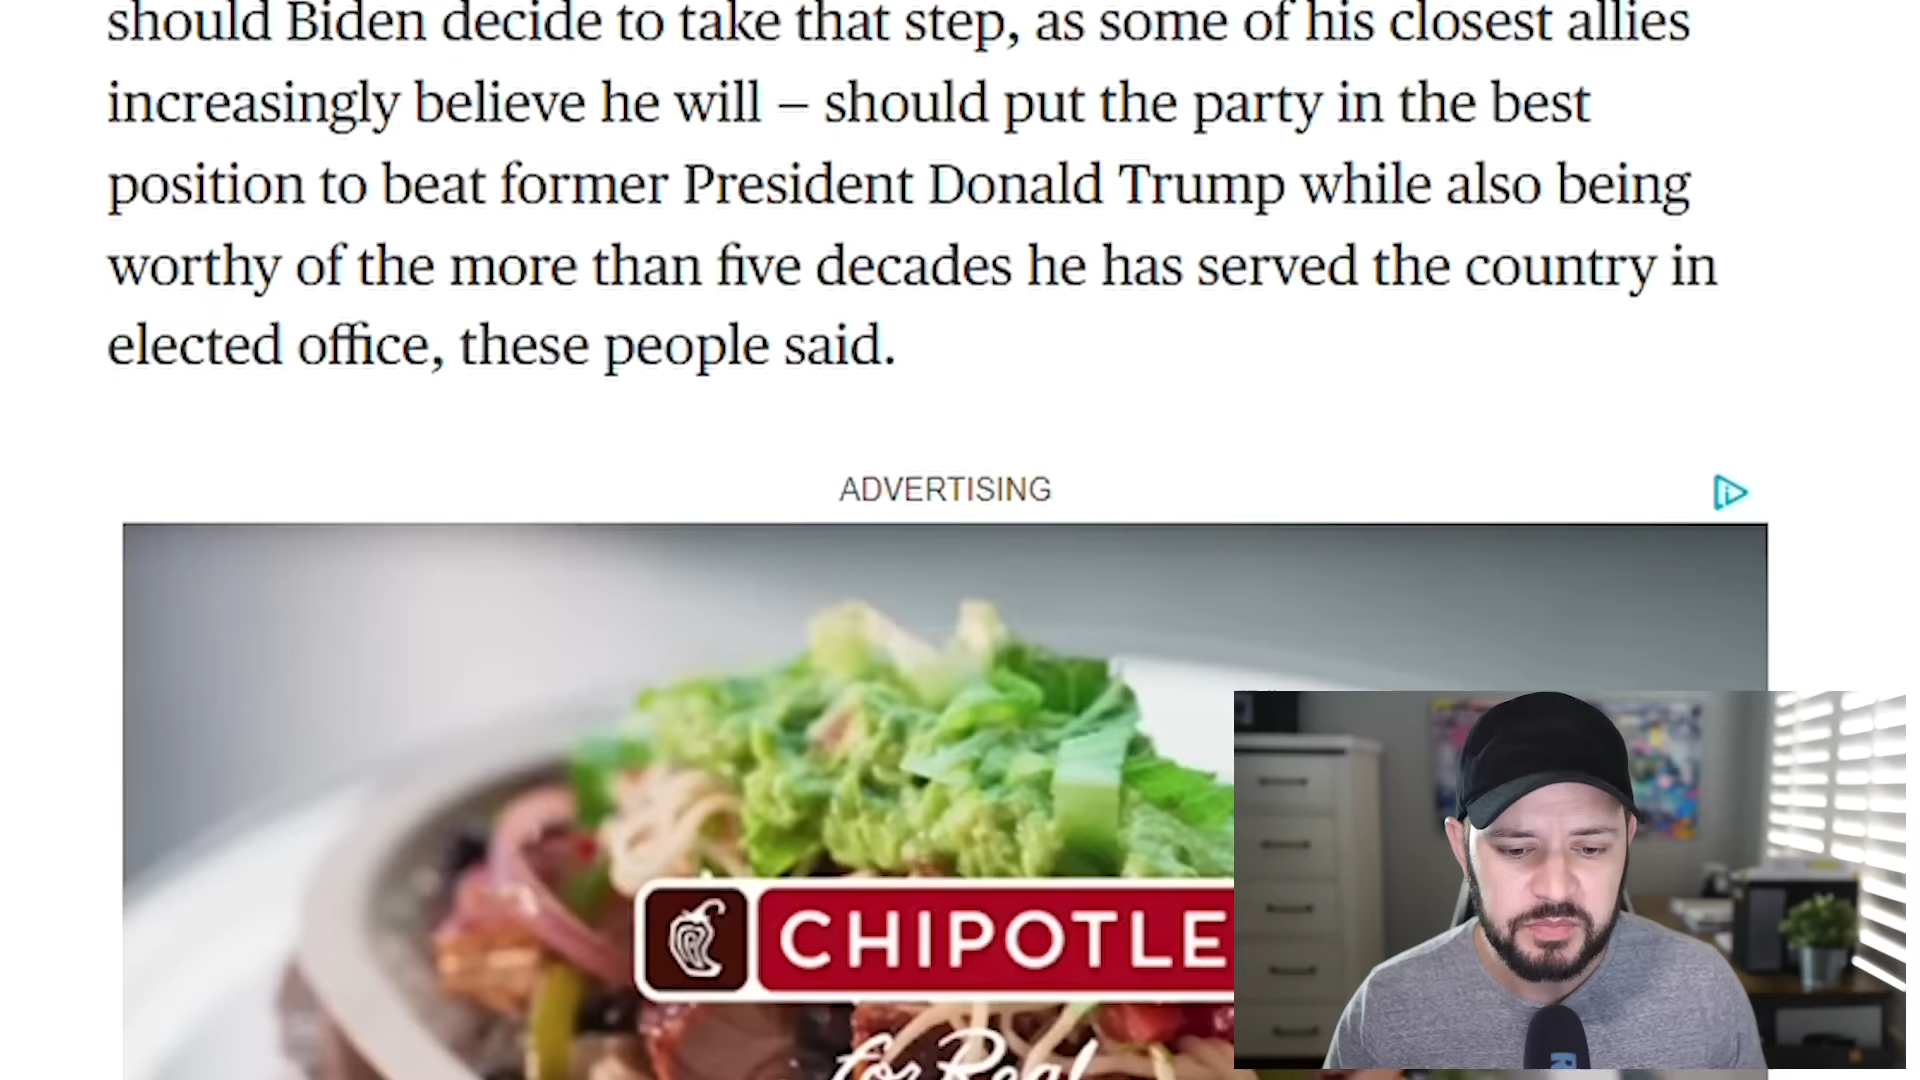 should Biden decide to take that step, as some of his closest allies
increasingly believe he will – should put the party in the best
position to beat former President Donald Trump while also being
worthy of the more than five decades he has served the country in
elected office, these people said.
ADVERTISING
CHIPOTLE
for Real
R